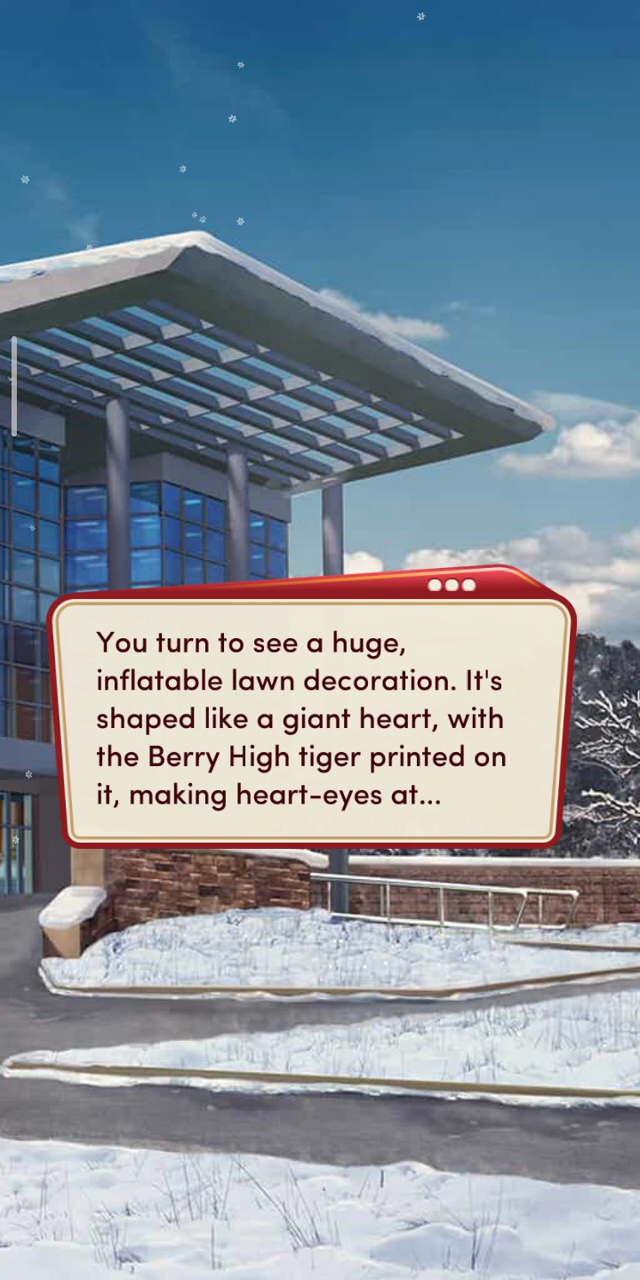 You turn to see a huge,
inflatable lawn decoration. It's
shaped like a giant heart, with
the Berry High tiger printed on
it, making heart-eyes at...